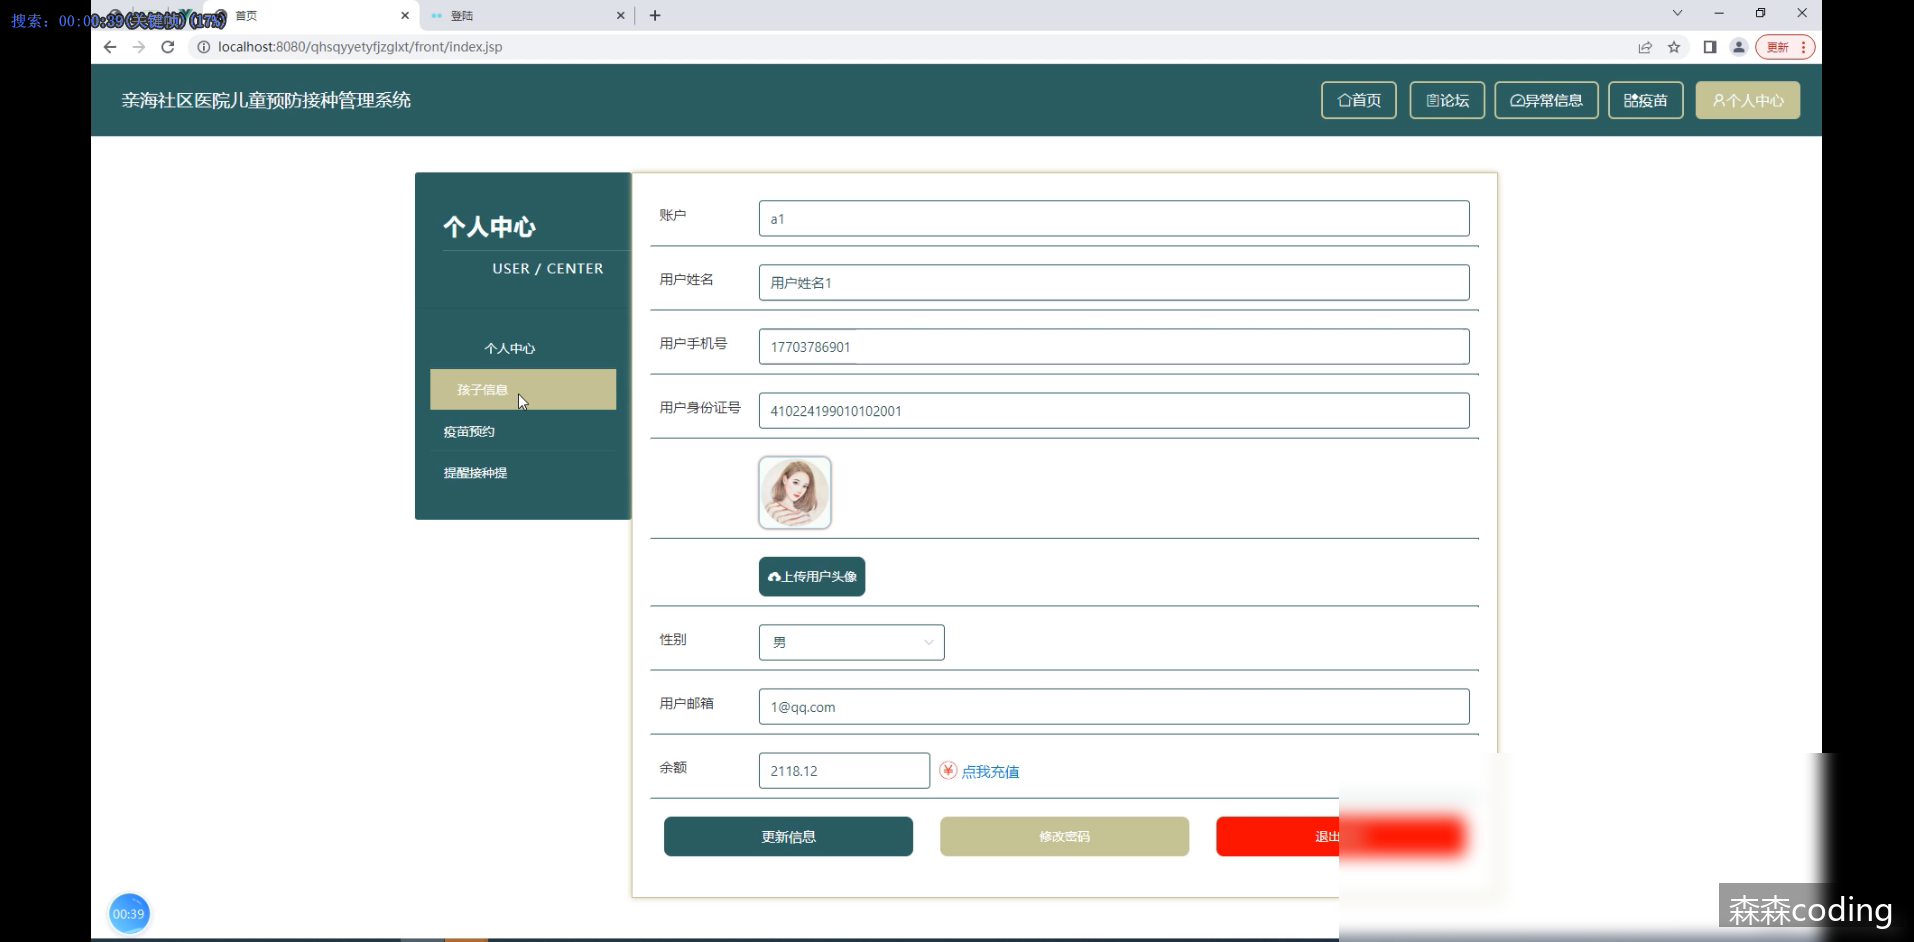 搜索: 00:00:39(关键帧)(17%)
首页
登陆
localhost:8080/qhsqyyetyfjzglxt/front/index.jsp
更新
亲海社区医院儿童预防接种管理系统
首页
论坛
异常信息
疫苗
个人中心
个人中心
USER / CENTER
个人中心
孩子信息
疫苗预约
提醒接种提
账户
a1
用户姓名
用户姓名1
用户手机号
17703786901
用户身份证号
410224199010102001
上传用户头像
性别
男
用户邮箱
1@qq.com
余额
2118.12
点我充值
更新信息
修改密码
退出
00:39
森森coding